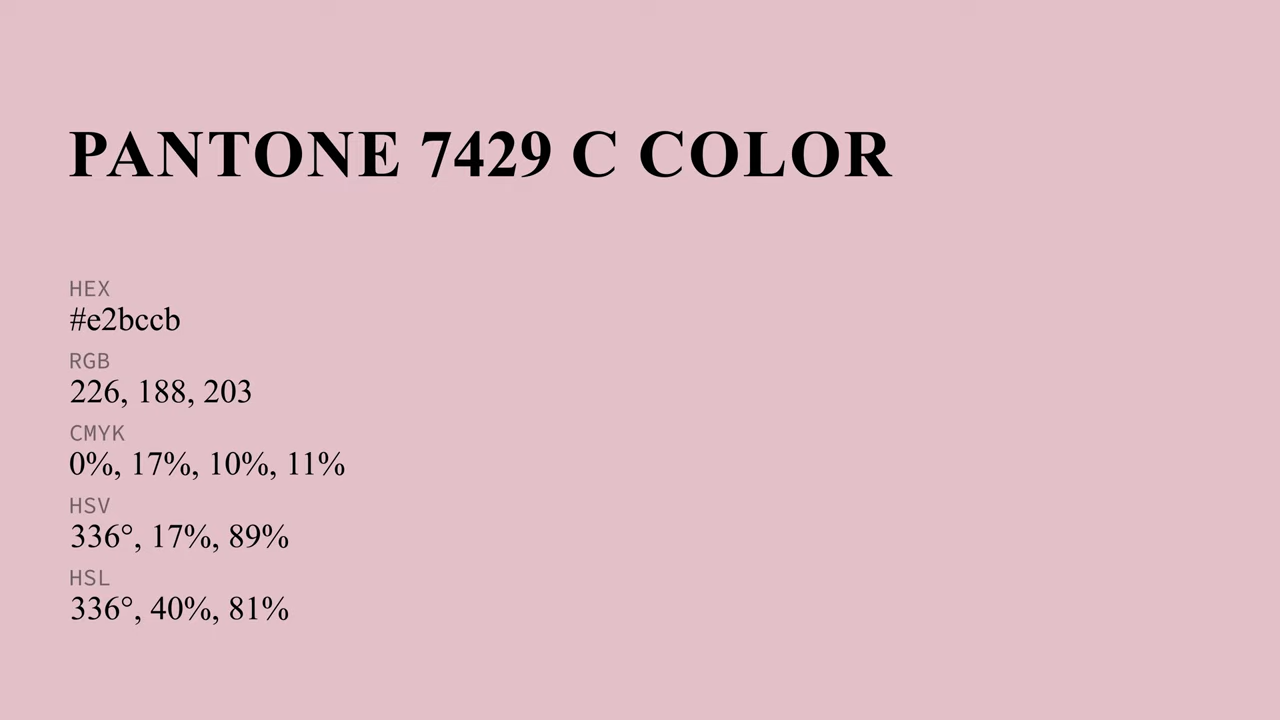 PANTONE 7429 C COLOR
HEX
#e2bccb
RGB
226, 188, 203
CMYK
0%, 17%, 10%, 11%
HSV
336°, 17%, 89%
HSL
336°, 40%, 81%